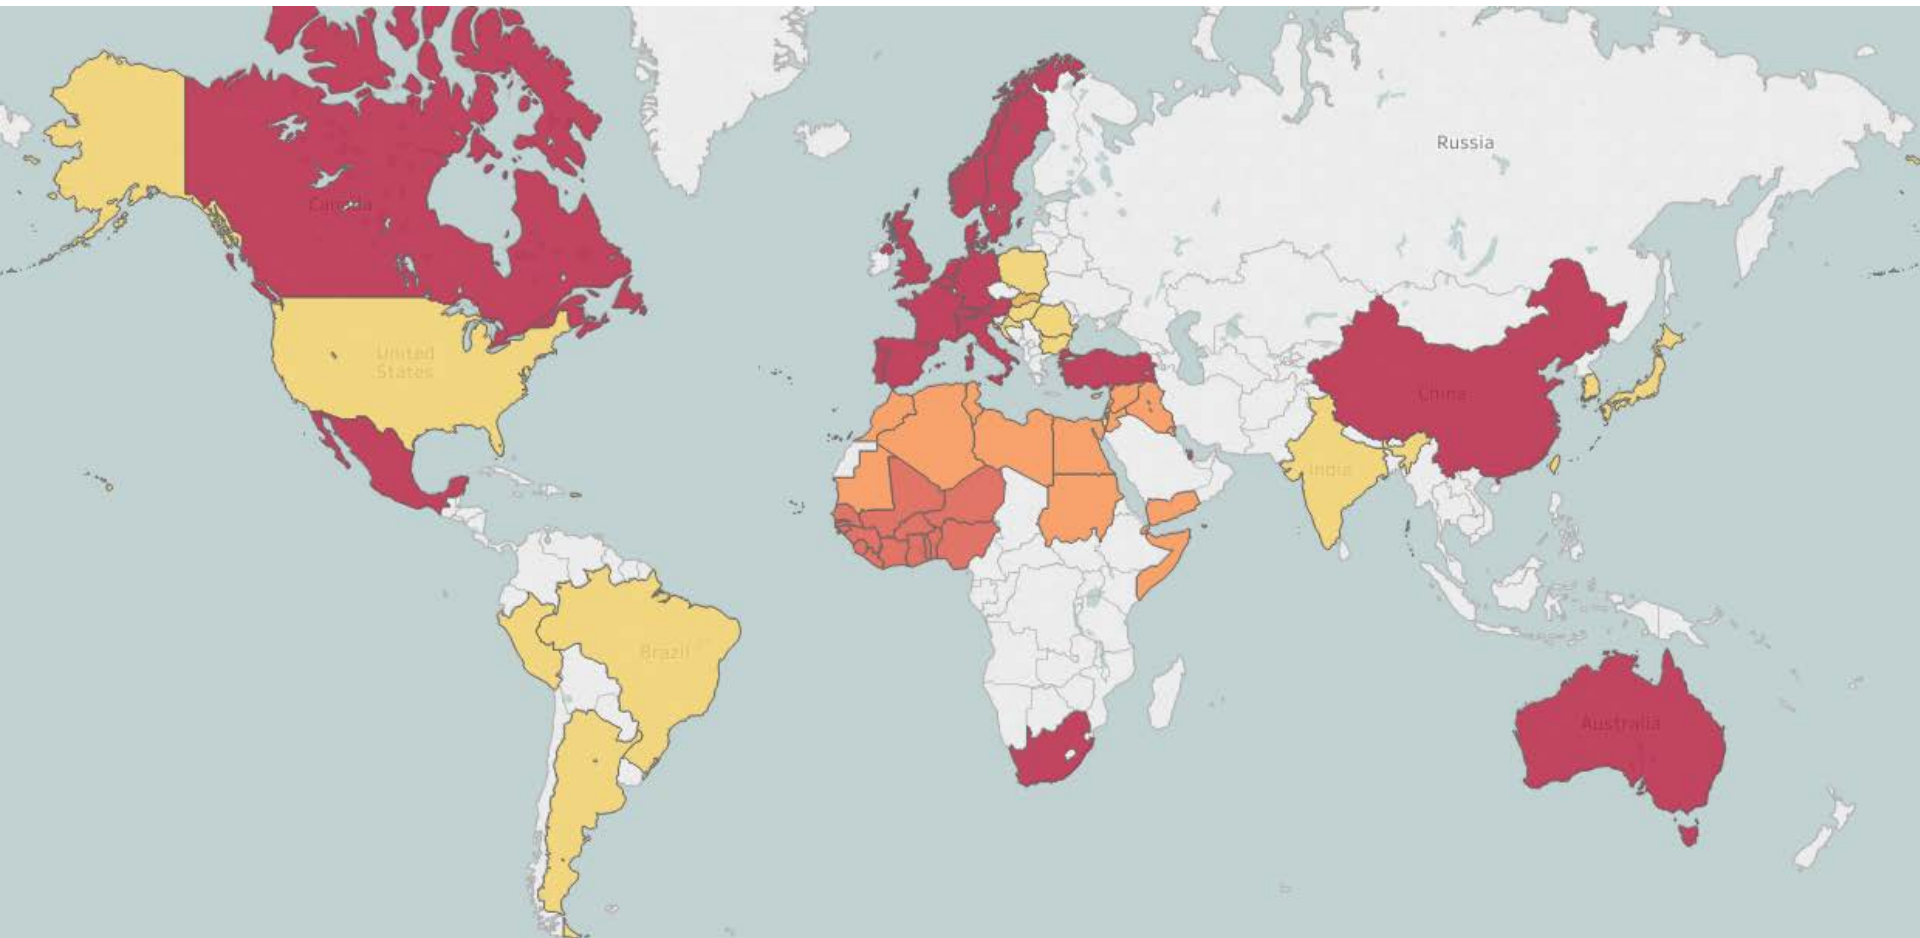 Russia
Canada
United
States
China
India
Brazil
Australia